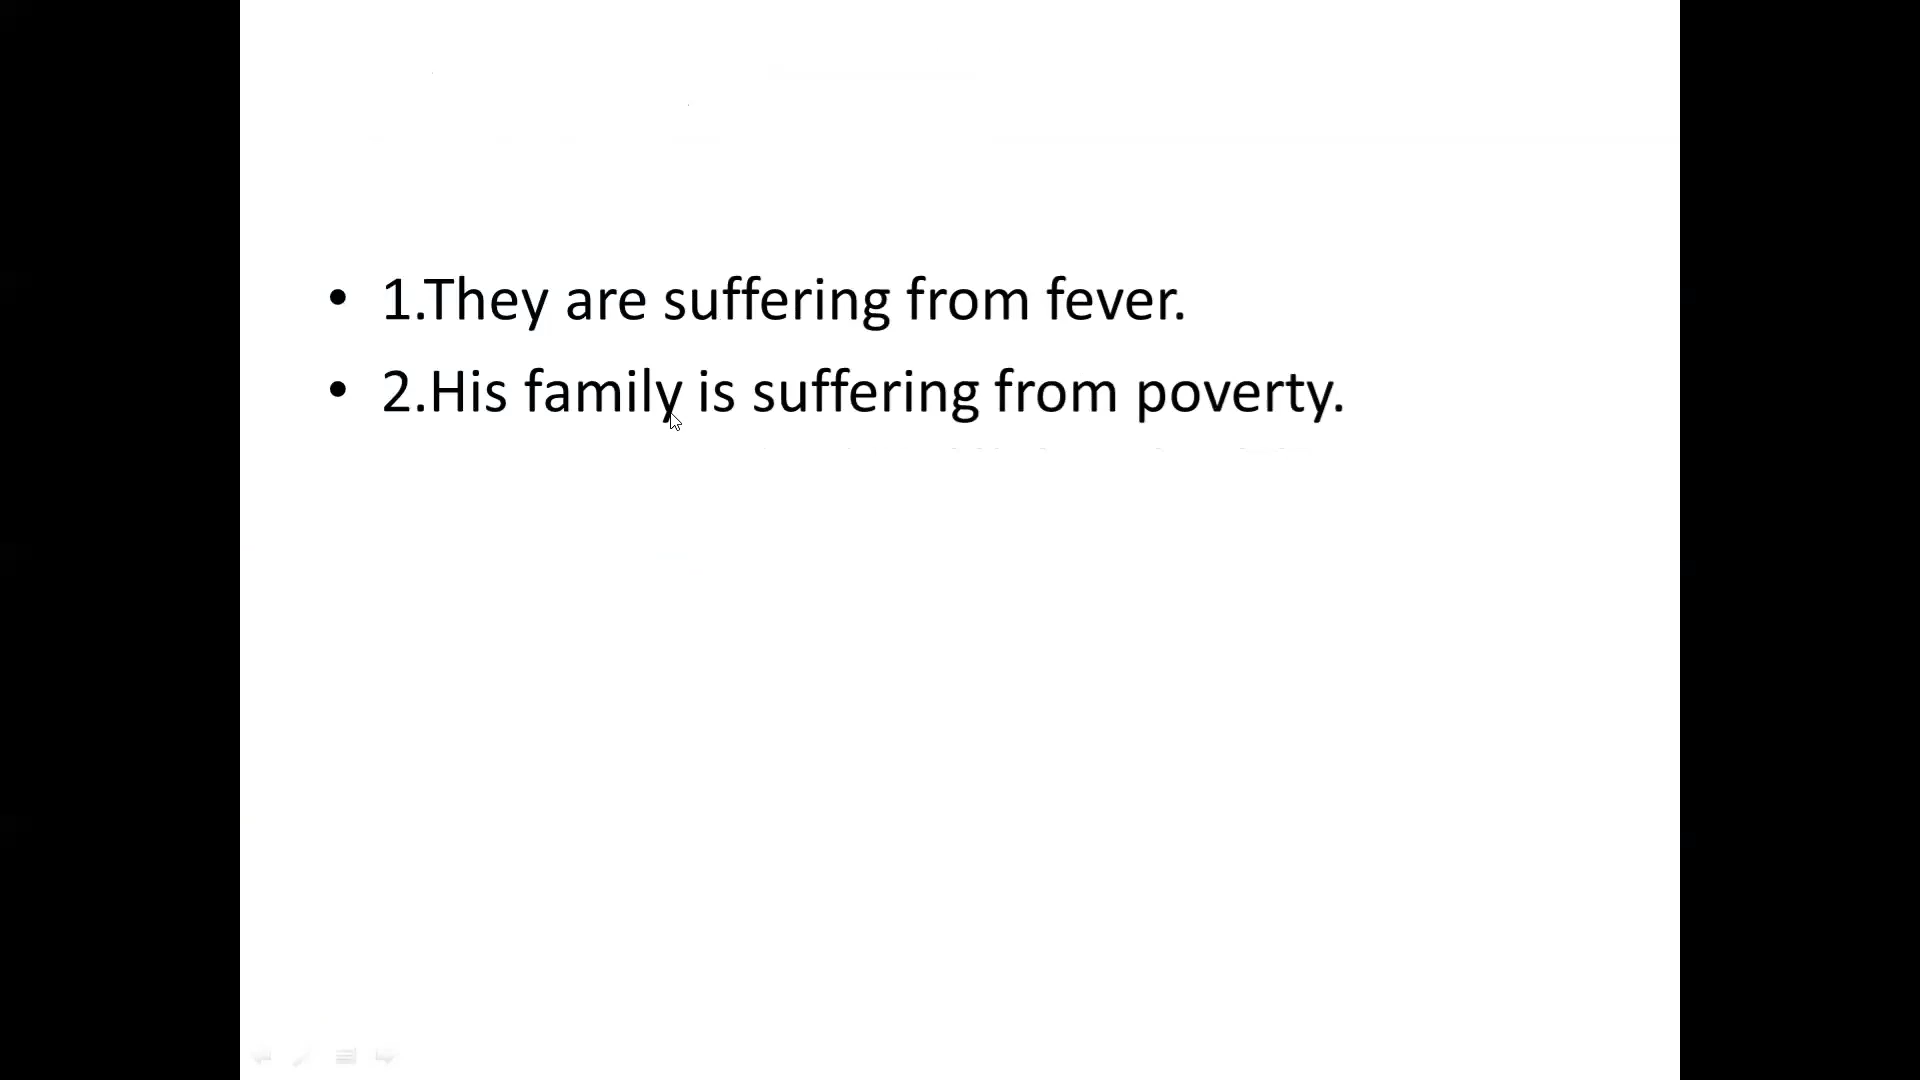 • 1.They are suffering from fever.
• 2.His family is suffering from poverty.